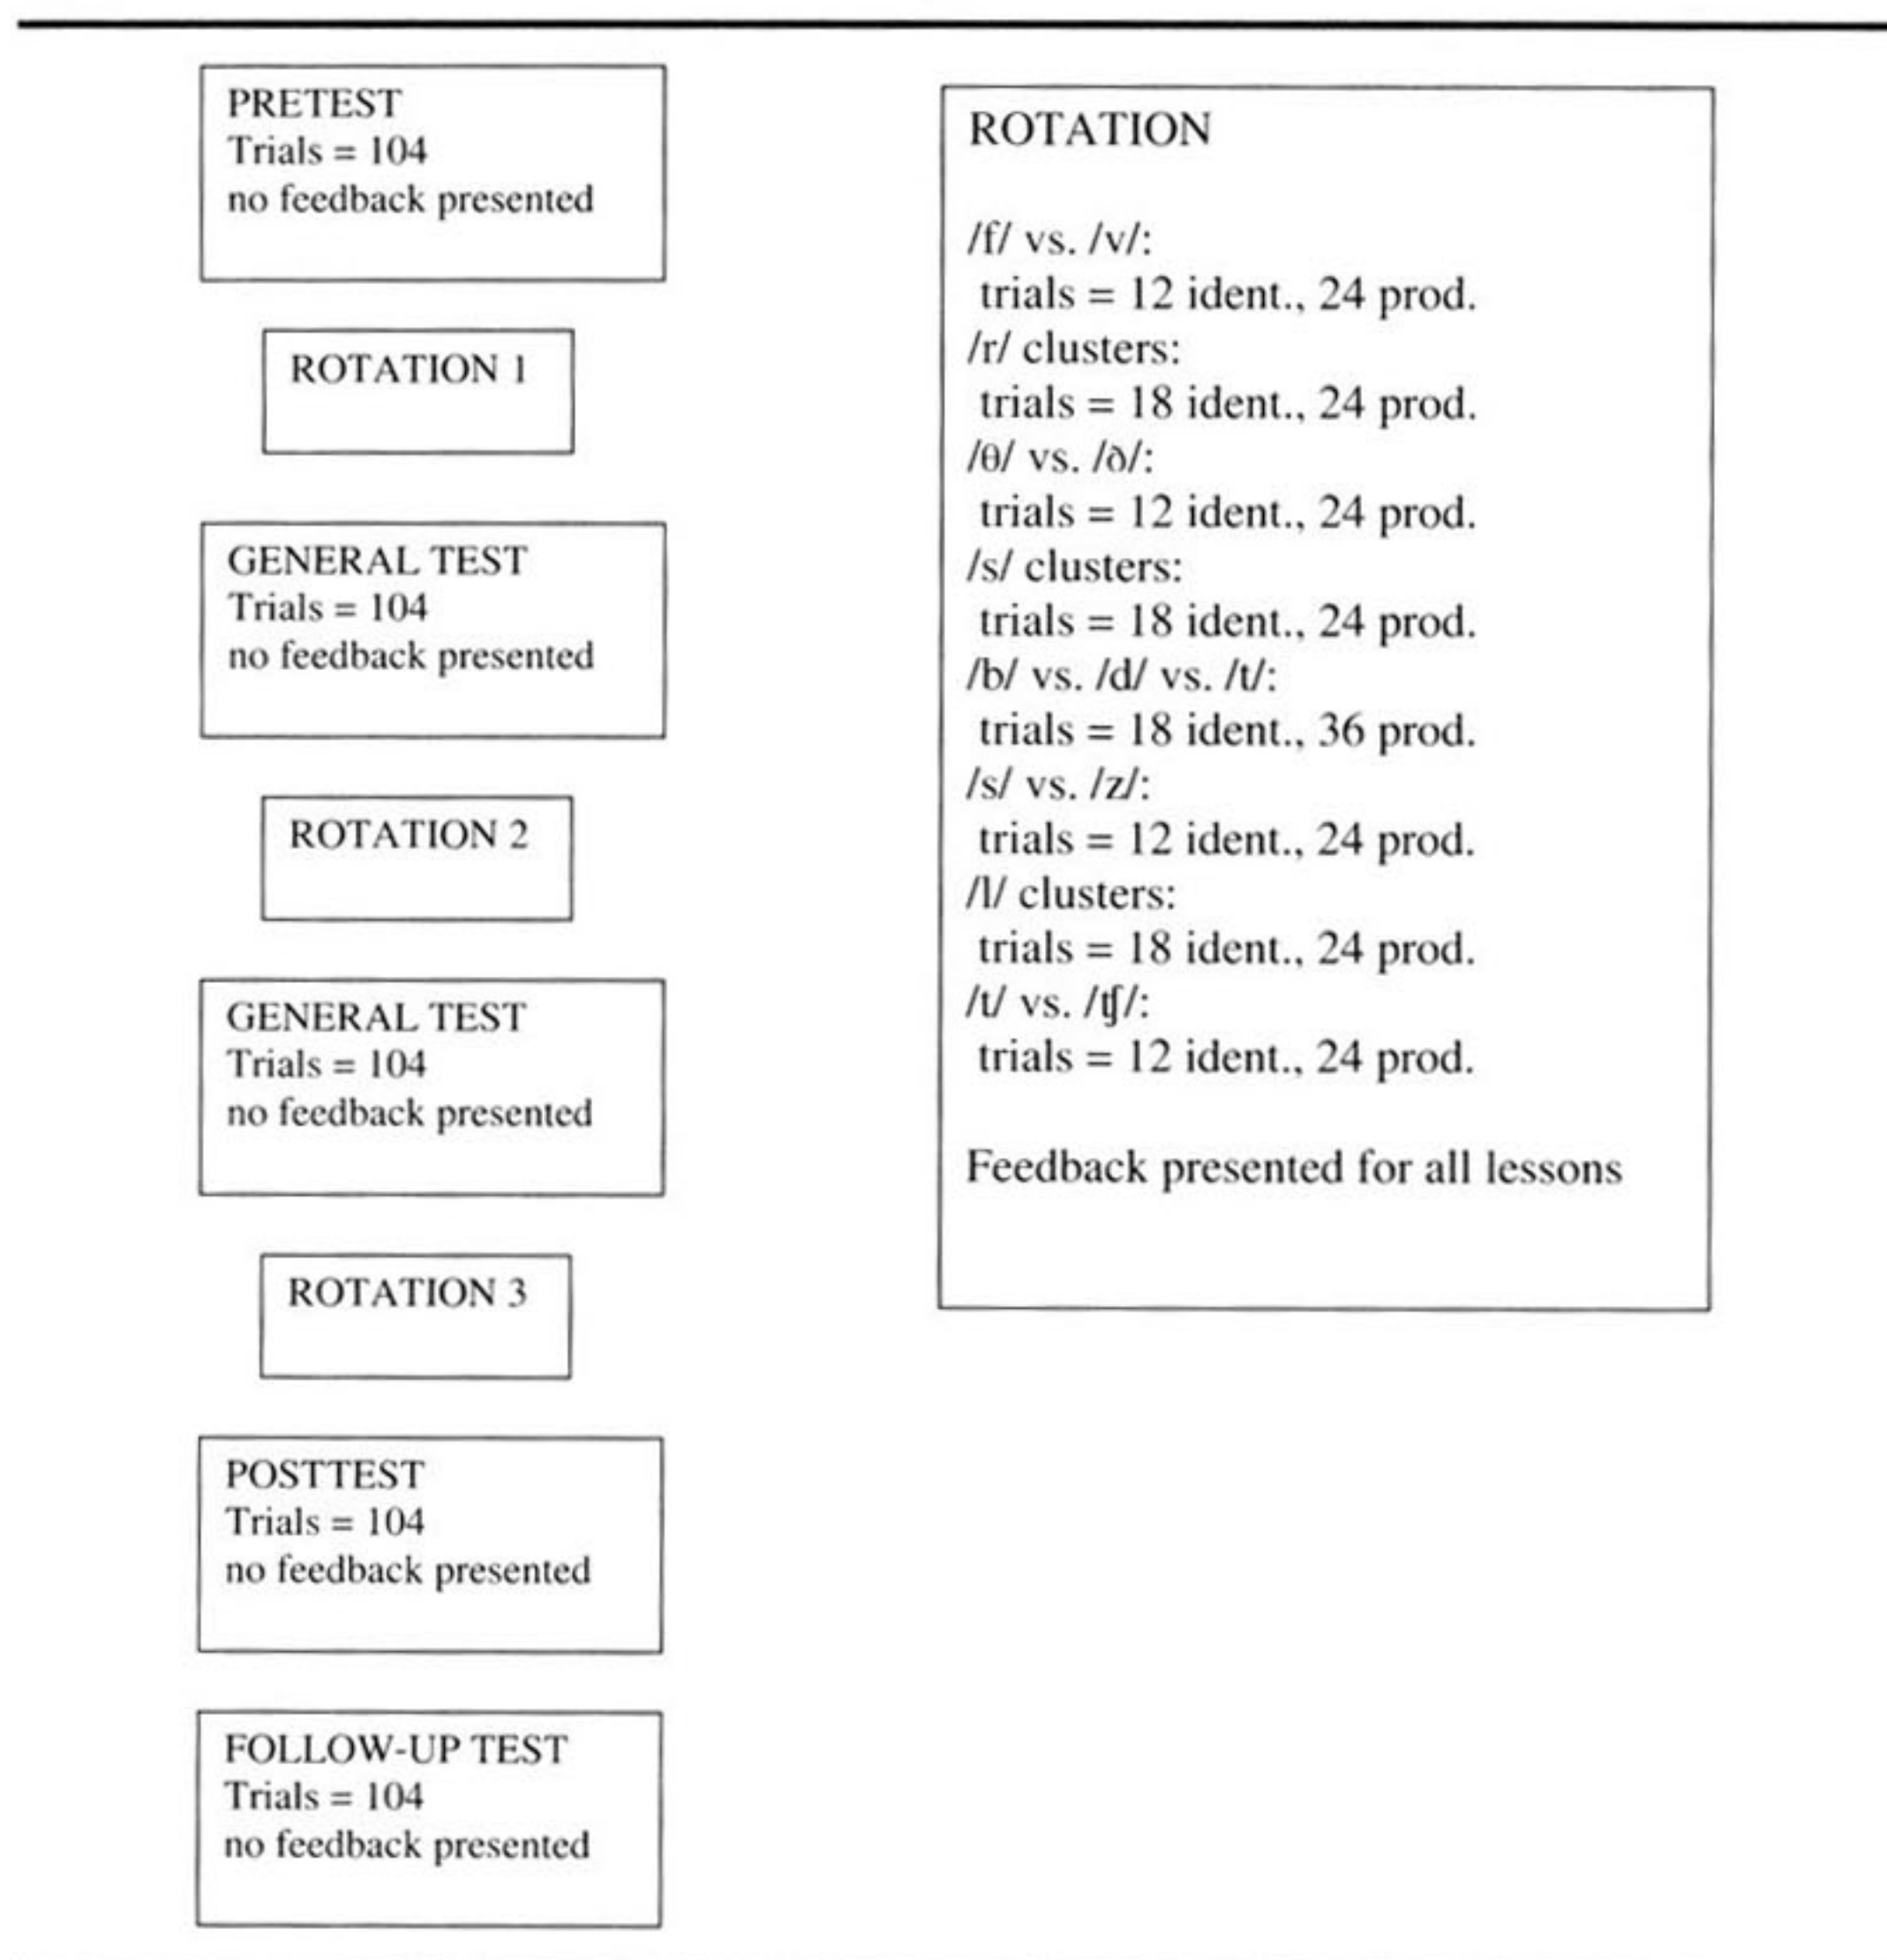 PRETEST
Trials = 104
no feedback presented
ROTATION 1
GENERAL TEST
Trials = 104
no feedback presented
ROTATION 2
GENERAL TEST
Trials = 104
no feedback presented
ROTATION 3
POSTTEST
Trials = 104
no feedback presented
FOLLOW-UP TEST
Trials = 104
no feedback presented
ROTATION
/f/ vs. /v/:
trials = 12 ident., 24 prod.
/r/ clusters:
trials = 18 ident., 24 prod.
/θ/ vs. /ð/:
trials = 12 ident., 24 prod.
/s/ clusters:
trials = 18 ident., 24 prod.
/b/ vs. /d/ vs. /t/:
trials = 18 ident., 36 prod.
/s/ vs. /z/:
trials = 12 ident., 24 prod.
/l/ clusters:
trials = 18 ident., 24 prod.
/t/ vs. /ʧ/:
trials = 12 ident., 24 prod.
Feedback presented for all lessons